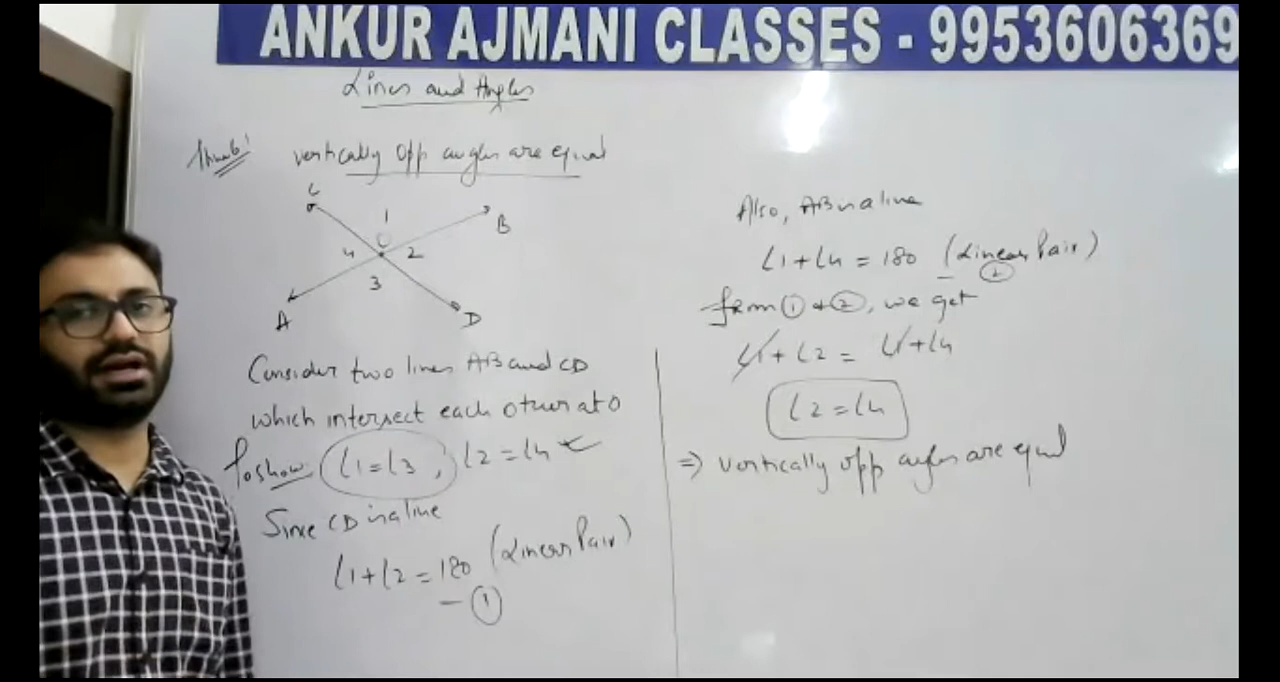 ANKUR AJMANI CLASSES - 9953606369
Lines and Angles
vertically opp angles are equal
C
1
B
O
4
2
3
A
D
Consider two lines AB and CD
which intersect each other at O
To show: ∠1=∠3, ∠2=∠4
Since CD is a line
∠1+∠2=180 (Linear Pair)
- ①
Also, AB is a line
∠1+∠4=180 (Linear Pair)
- ②
from ① & ②, we get
∠1+∠2=∠1+∠4
∠2=∠4
⇒ vertically opp angles are equal